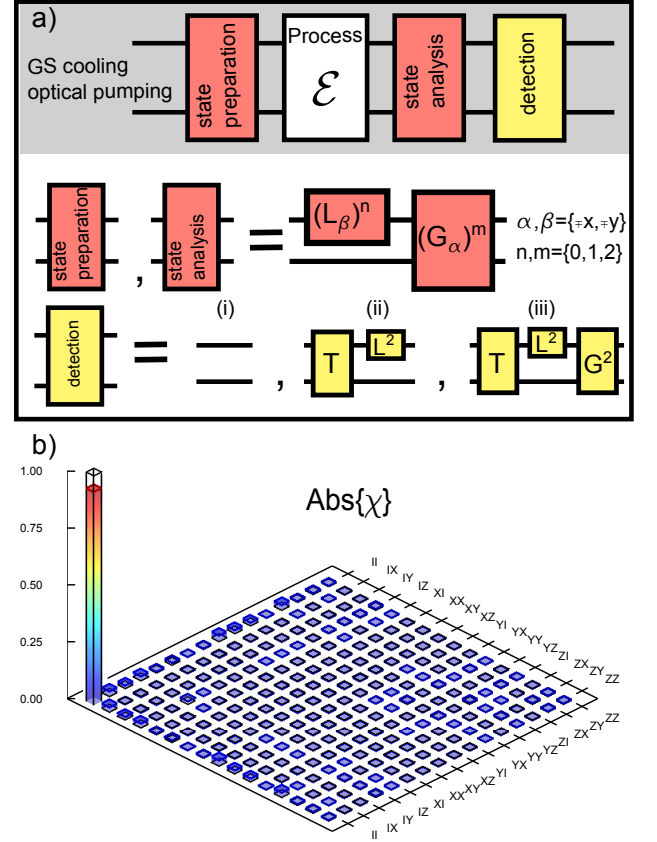 a)
GS cooling
optical pumping
state
preparation
Process
ℰ
state
analysis
detection
state
preparation
,
state
analysis
=
(L_β)^n
(G_α)^m
α,β={∓x,∓y}
n,m={0,1,2}
detection
=
(i)
,
(ii)
T
L²
,
(iii)
T
L²
G²
b)
Abs{χ}
1.00
0.75
0.50
0.25
0.00
II
IX
IY
IZ
XI
XX
XY
XZ
YI
YX
YY
YZ
ZI
ZX
ZY
ZZ
II
IX
IY
IZ
XI
XX
XY
XZ
YI
YX
YY
YZ
ZI
ZX
ZY
ZZ